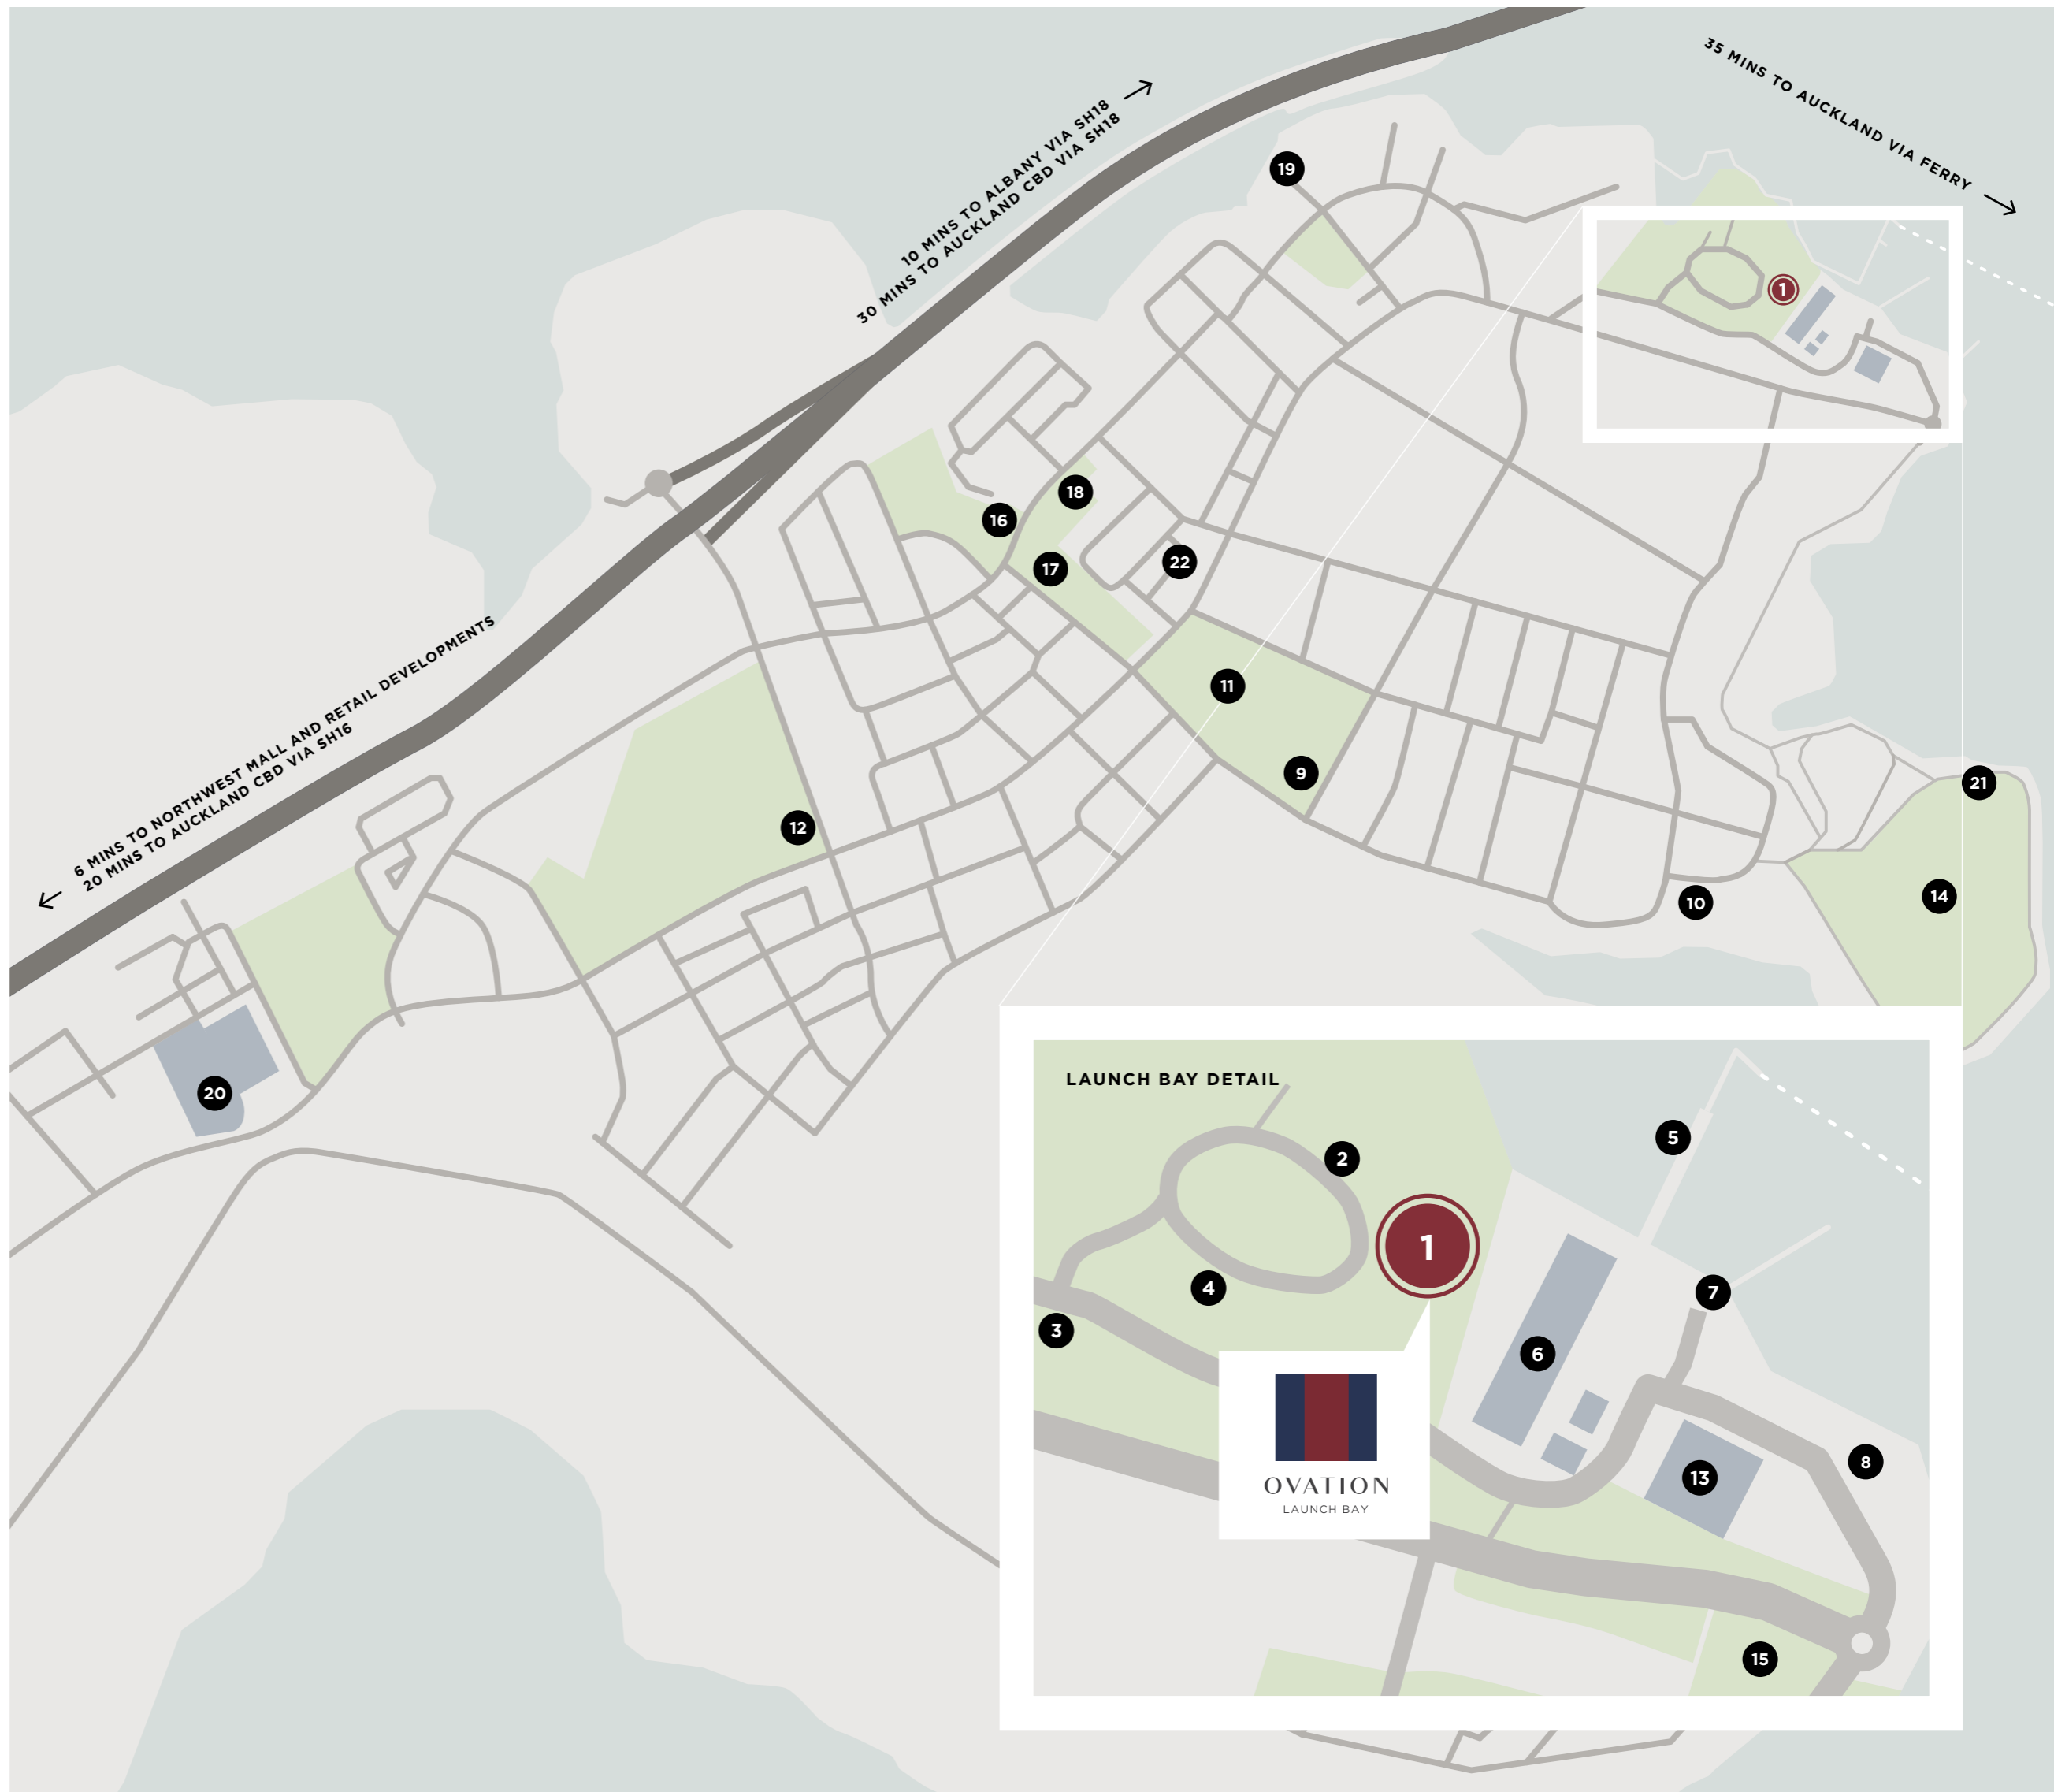 35 MINS TO AUCKLAND VIA FERRY
10 MINS TO ALBANY VIA SH18
30 MINS TO AUCKLAND CBD VIA SH18
19
1
18
16
17
22
6 MINS TO NORTHWEST MALL AND RETAIL DEVELOPMENTS
20 MINS TO AUCKLAND CBD VIA SH16
11
9
21
12
14
10
20
LAUNCH BAY DETAIL
5
2
1
4
7
3
6
8
13
OVATION
LAUNCH BAY
15